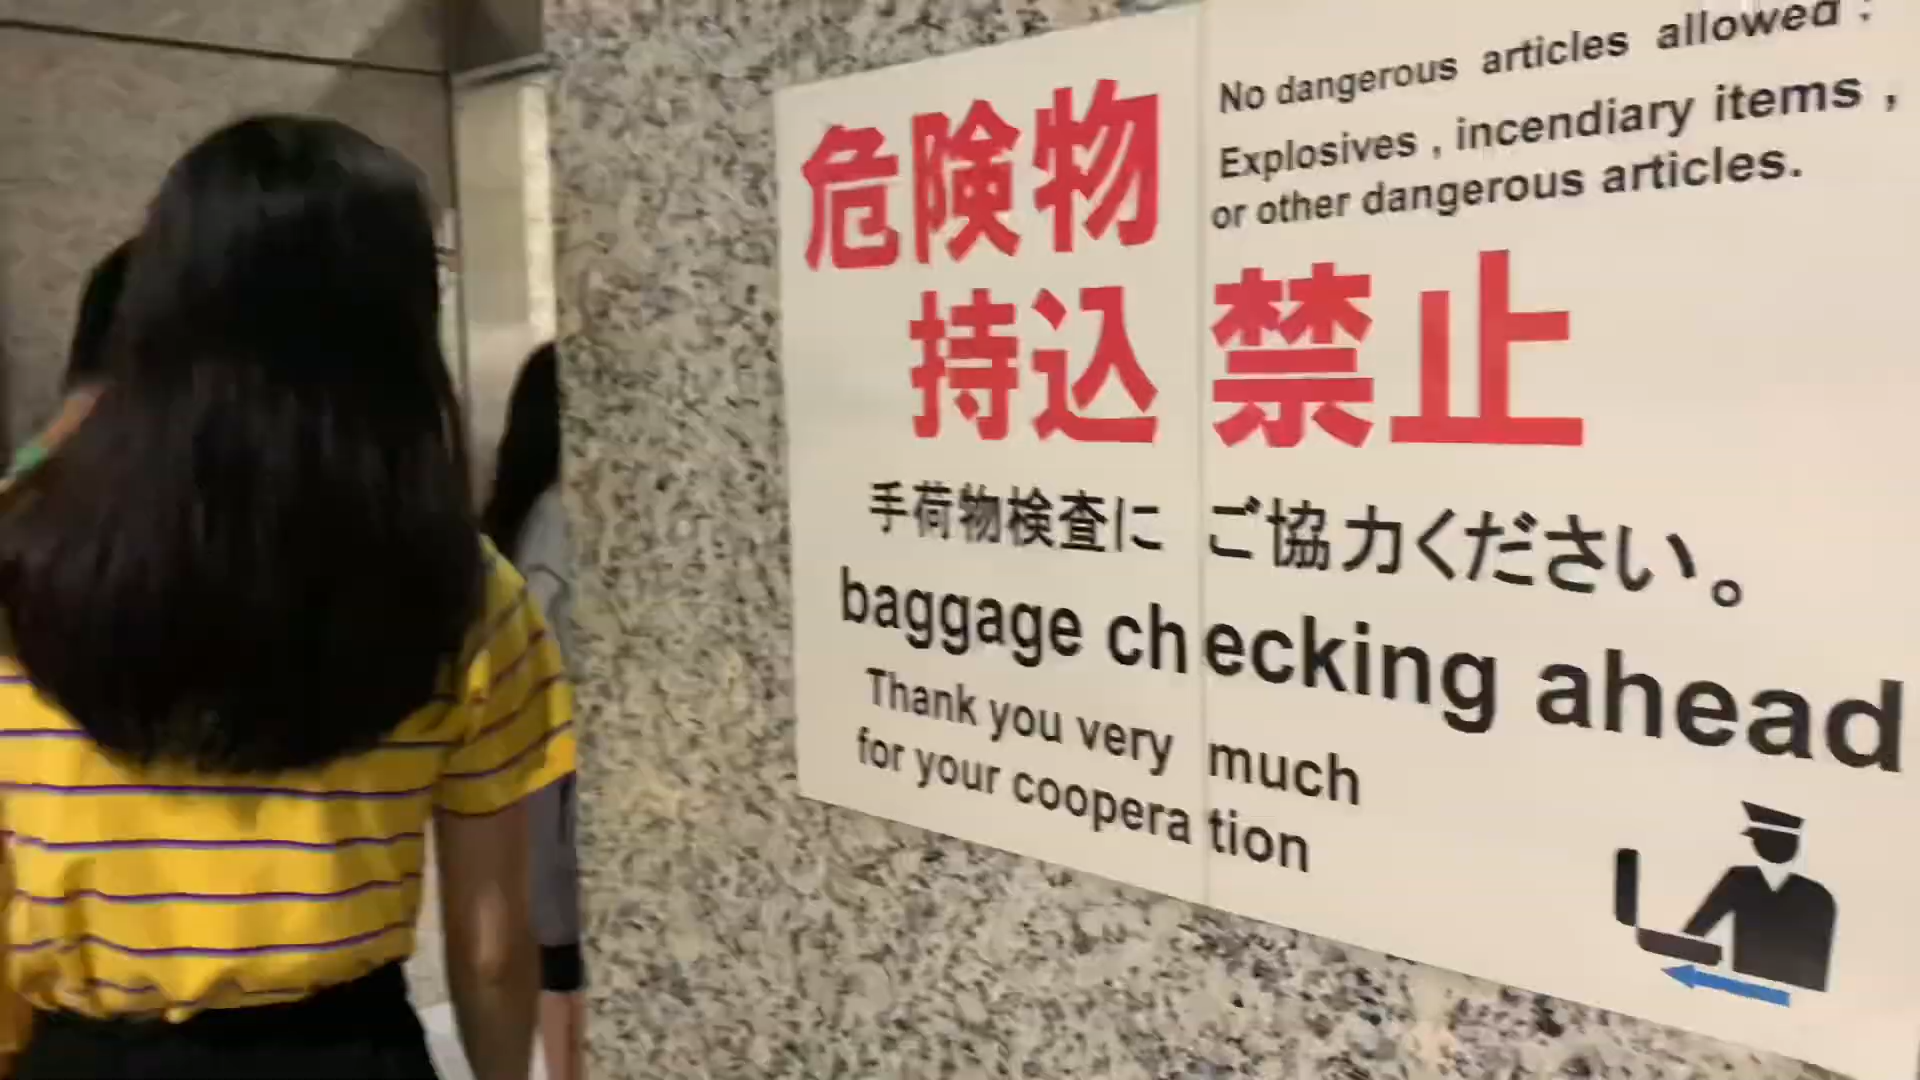 No dangerous articles allowed :
Explosives , incendiary items ,
or other dangerous articles.
危険物
持込禁止
手荷物検査にご協力ください。
baggage checking ahead
Thank you very much
for your cooperation